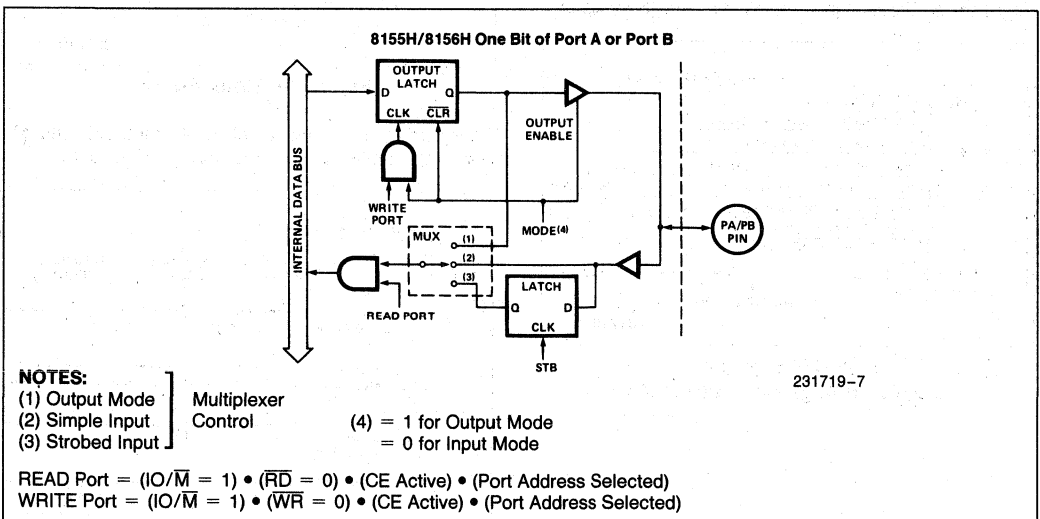 8155H/8156H One Bit of Port A or Port B
OUTPUT
LATCH
D
Q
CLK
C̅L̅R̅
OUTPUT
ENABLE
INTERNAL DATA BUS
WRITE
PORT
MODE(4)
PA/PB
PIN
MUX
(1)
(2)
(3)
READ PORT
LATCH
Q
D
CLK
STB
231719–7
NOTES:
(1) Output Mode
(2) Simple Input
(3) Strobed Input
Multiplexer
Control
(4) = 1 for Output Mode
= 0 for Input Mode
READ Port = (IO/M̅ = 1) • (R̅D̅ = 0) • (CE Active) • (Port Address Selected)
WRITE Port = (IO/M̅ = 1) • (W̅R̅ = 0) • (CE Active) • (Port Address Selected)